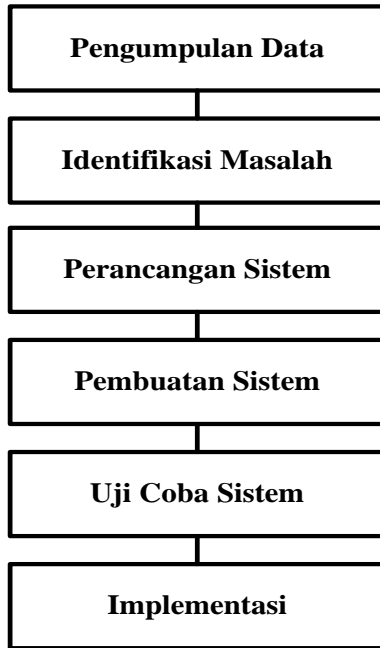 Pengumpulan Data
Identifikasi Masalah
Perancangan Sistem
Pembuatan Sistem
Uji Coba Sistem
Implementasi